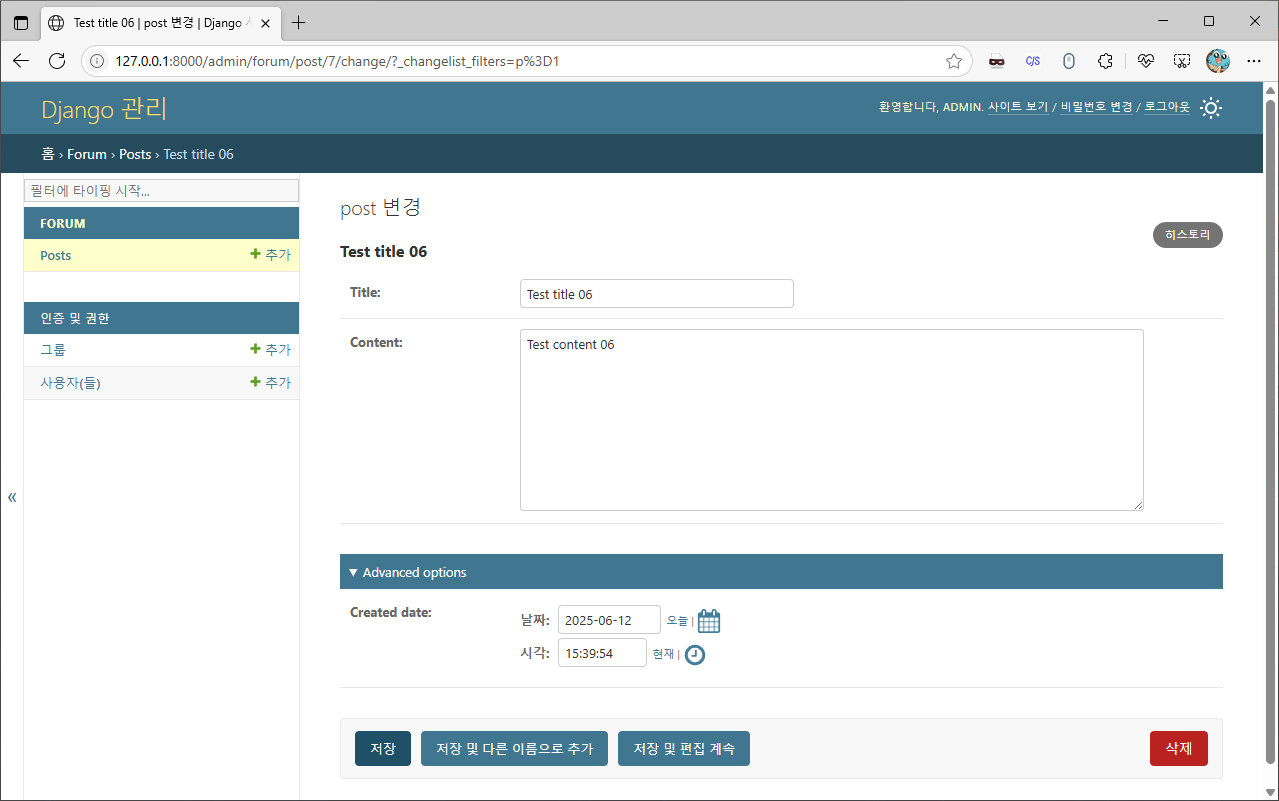 Test title 06 | post 변경 | Django
127.0.0.1:8000/admin/forum/post/7/change/?_changelist_filters=p%3D1
C/S
Django 관리
환영합니다, ADMIN. 사이트 보기 / 비밀번호 변경 / 로그아웃
홈 › Forum › Posts › Test title 06
필터에 타이핑 시작...
FORUM
Posts
+ 추가
인증 및 권한
그룹
+ 추가
사용자(들)
+ 추가
«
post 변경
히스토리
Test title 06
Title:
Test title 06
Content:
Test content 06
▼ Advanced options
Created date:
날짜: 2025-06-12 오늘 |
시각: 15:39:54 현재 |
저장
저장 및 다른 이름으로 추가
저장 및 편집 계속
삭제